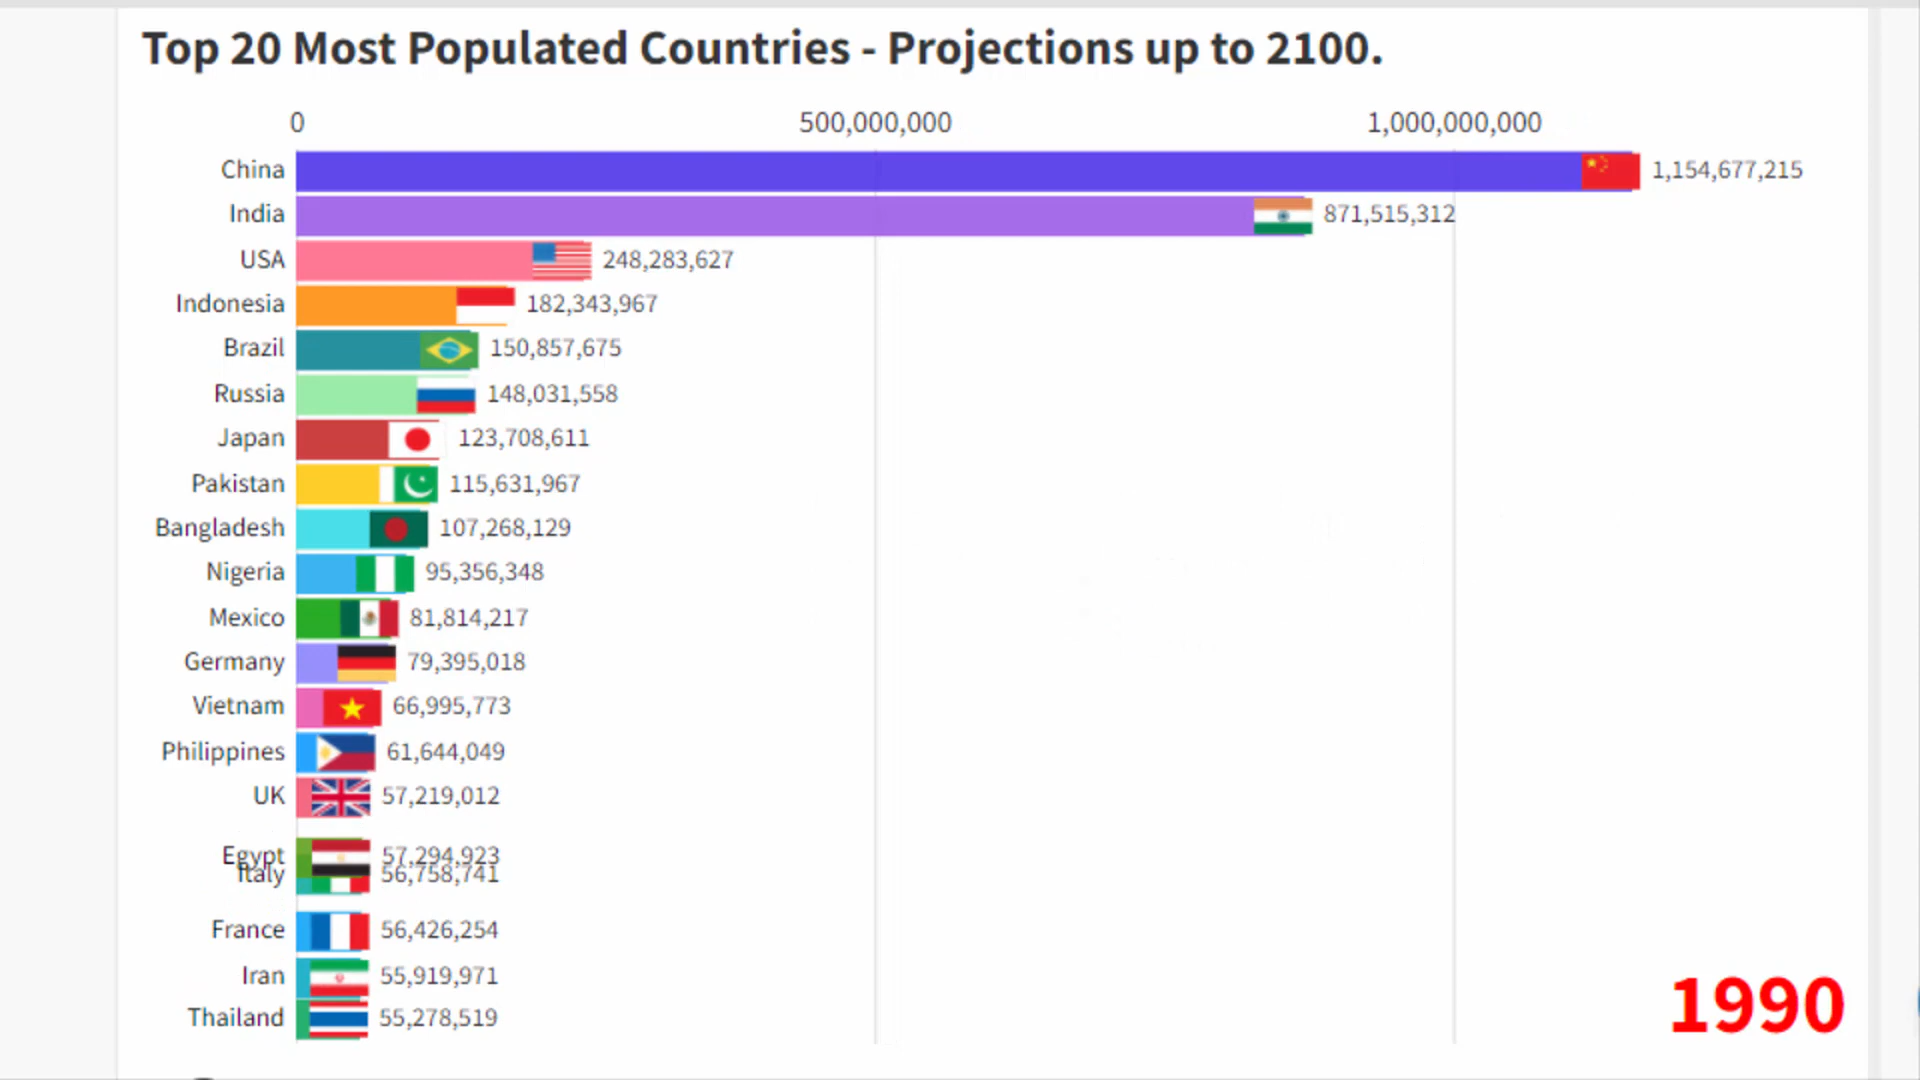 Top 20 Most Populated Countries - Projections up to 2100.
0 500,000,000 1,000,000,000
China 1,154,677,215
India 871,515,312
USA 248,283,627
Indonesia 182,343,967
Brazil 150,857,675
Russia 148,031,558
Japan 123,708,611
Pakistan 115,631,967
Bangladesh 107,268,129
Nigeria 95,356,348
Mexico 81,814,217
Germany 79,395,018
Vietnam 66,995,773
Philippines 61,644,049
UK 57,219,012
Egypt 57,294,923
Italy 56,758,741
France 56,426,254
Iran 55,919,971
Thailand 55,278,519
1990